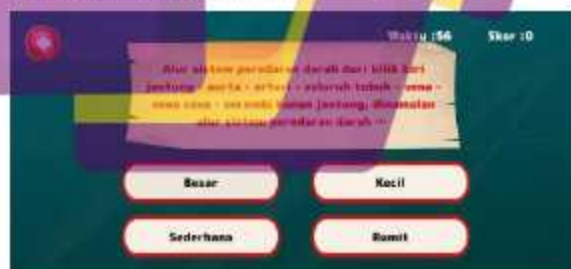 Waktu :56 Skor :0
Alur sistem peredaran darah dari bilik kiri
jantung - aorta - arteri - seluruh tubuh - vena -
vena cava - serambi kanan jantung, dinamakan
alur sistem peredaran darah ...
Besar Kecil
Sederhana Rumit